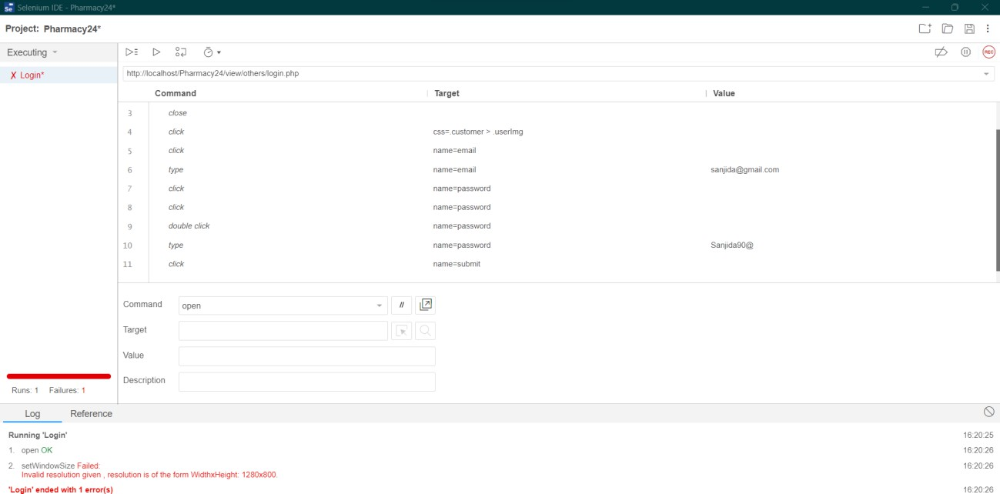 Se Selenium IDE - Pharmacy24*
Project: Pharmacy24*
Executing
http://localhost/Pharmacy24/view/others/login.php
X Login*
Command Target Value
3 close
4 click css=.customer > .userImg
5 click name=email
6 type name=email sanjida@gmail.com
7 click name=password
8 click name=password
9 double click name=password
10 type name=password Sanjida90@
11 click name=submit
Command open //
Target
Value
Description
Runs: 1 Failures: 1
REC
Log Reference
Running 'Login' 16:20:25
1. open OK 16:20:26
2. setWindowSize Failed: 16:20:26
Invalid resolution given , resolution is of the form WidthxHeight: 1280x800.
'Login' ended with 1 error(s) 16:20:26